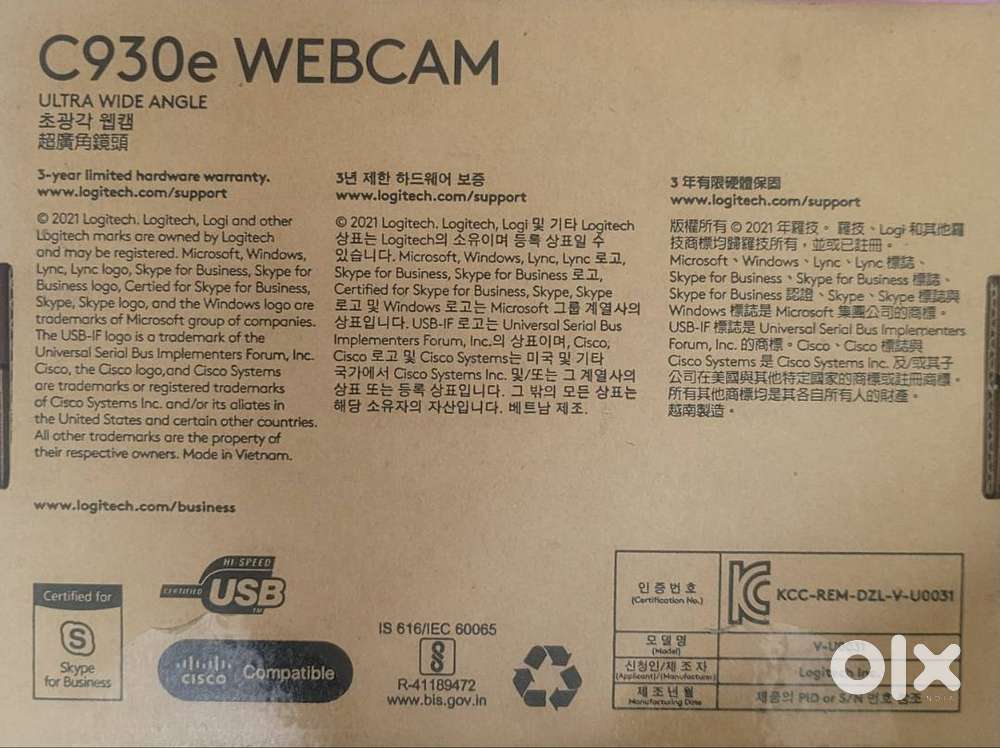 C930e WEBCAM
ULTRA WIDE ANGLE
초광각 웹캠
超廣角鏡頭
3-year limited hardware warranty.
www.logitech.com/support
© 2021 Logitech. Logitech, Logi and other
Logitech marks are owned by Logitech
and may be registered. Microsoft, Windows,
Lync, Lync logo, Skype for Business, Skype for
Business logo, Certied for Skype for Business,
Skype, Skype logo, and the Windows logo are
trademarks of Microsoft group of companies.
The USB-IF logo is a trademark of the
Universal Serial Bus Implementers Forum, Inc.
Cisco, the Cisco logo,and Cisco Systems
are trademarks or registered trademarks
of Cisco Systems Inc. and/or its aliates in
the United States and certain other countries.
All other trademarks are the property of
their respective owners. Made in Vietnam.
www.logitech.com/business
3년 제한 하드웨어 보증
www.logitech.com/support
© 2021 Logitech. Logitech, Logi 및 기타 Logitech
상표는 Logitech의 소유이며 등록 상표일 수
있습니다. Microsoft, Windows, Lync, Lync 로고,
Skype for Business, Skype for Business 로고,
Certified for Skype for Business, Skype, Skype
로고 및 Windows 로고는 Microsoft 그룹 계열사의
상표입니다. USB-IF 로고는 Universal Serial Bus
Implementers Forum, Inc.의 상표이며, Cisco,
Cisco 로고 및 Cisco Systems는 미국 및 기타
국가에서 Cisco Systems Inc. 및/또는 그 계열사의
상표 또는 등록 상표입니다. 그 밖의 모든 상표는
해당 소유자의 자산입니다. 베트남 제조.
3 年有限硬體保固
www.logitech.com/support
版權所有 © 2021 年羅技。 羅技、Logi 和其他羅
技商標均歸羅技所有，並或已註冊。
Microsoft、Windows、Lync、Lync 標誌、
Skype for Business、Skype for Business 標誌、
Skype for Business 認證、Skype、Skype 標誌與
Windows 標誌是 Microsoft 集團公司的商標。
USB-IF 標誌是 Universal Serial Bus Implementers
Forum, Inc. 的商標。Cisco、Cisco 標誌與
Cisco Systems 是 Cisco Systems Inc. 及/或其子
公司在美國與其他特定國家的商標或註冊商標。
所有其他商標均是其各自所有人的財產。
越南製造。
Certified for
S
Skype
for Business
HI-SPEED
CERTIFIED USB
TM
CISCO Compatible
IS 616/IEC 60065
R-41189472
www.bis.gov.in
인 증 번 호
(Certification No.)
KCC-REM-DZL-V-U0031
모 델 명
(Model)
V-U0031
신청인/제 조 자
(Applicant)/(Manufacturer)
Logitech Inc.
제 조 년 월
Manufacturing Date
제품의 PID or S/N 번호 참조
olx
INDIA